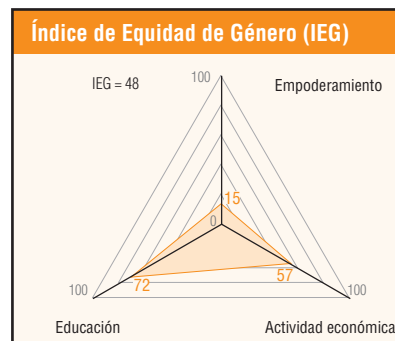 Índice de Equidad de Género (IEG)
IEG = 48
100
Empoderamiento
15
0
57
72
100
100
Educación
Actividad económica